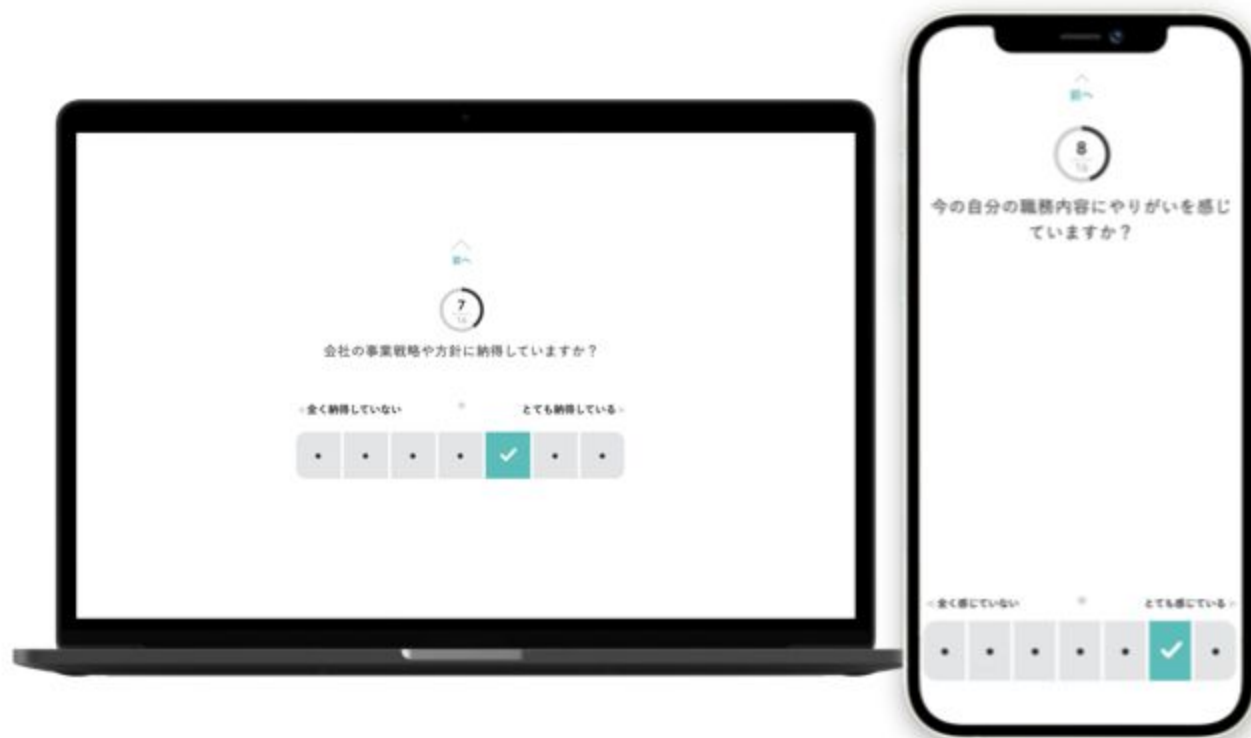 前へ
7
16
会社の事業戦略や方針に納得していますか？
全く納得していない
とても納得している
前へ
8
16
今の自分の職務内容にやりがいを感じ
ていますか？
全く感じていない
とても感じている